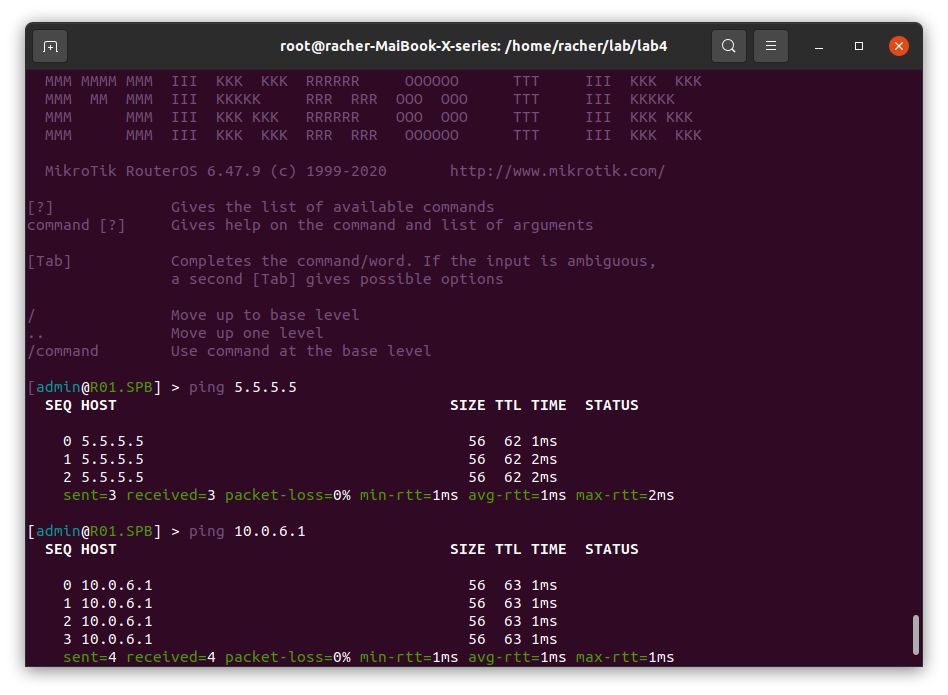 root@racher-MaiBook-X-series: /home/racher/lab/lab4
MMM MMMM MMM  III  KKK  KKK  RRRRRR     OOOOOO      TTT     III  KKK  KKK
MMM  MM  MMM  III  KKKKK     RRR  RRR  OOO  OOO     TTT     III  KKKKK
MMM      MMM  III  KKK KKK   RRRRRR    OOO  OOO     TTT     III  KKK KKK
MMM      MMM  III  KKK  KKK  RRR  RRR   OOOOOO      TTT     III  KKK  KKK
MikroTik RouterOS 6.47.9 (c) 1999-2020       http://www.mikrotik.com/
[?]             Gives the list of available commands
command [?]     Gives help on the command and list of arguments
[Tab]           Completes the command/word. If the input is ambiguous,
a second [Tab] gives possible options
/               Move up to base level
..              Move up one level
/command        Use command at the base level
[admin@R01.SPB] > ping 5.5.5.5
SEQ HOST                                     SIZE TTL TIME  STATUS
0 5.5.5.5                                    56  62 1ms
1 5.5.5.5                                    56  62 2ms
2 5.5.5.5                                    56  62 2ms
sent=3 received=3 packet-loss=0% min-rtt=1ms avg-rtt=1ms max-rtt=2ms
[admin@R01.SPB] > ping 10.0.6.1
SEQ HOST                                     SIZE TTL TIME  STATUS
0 10.0.6.1                                   56  63 1ms
1 10.0.6.1                                   56  63 1ms
2 10.0.6.1                                   56  63 1ms
3 10.0.6.1                                   56  63 1ms
sent=4 received=4 packet-loss=0% min-rtt=1ms avg-rtt=1ms max-rtt=1ms